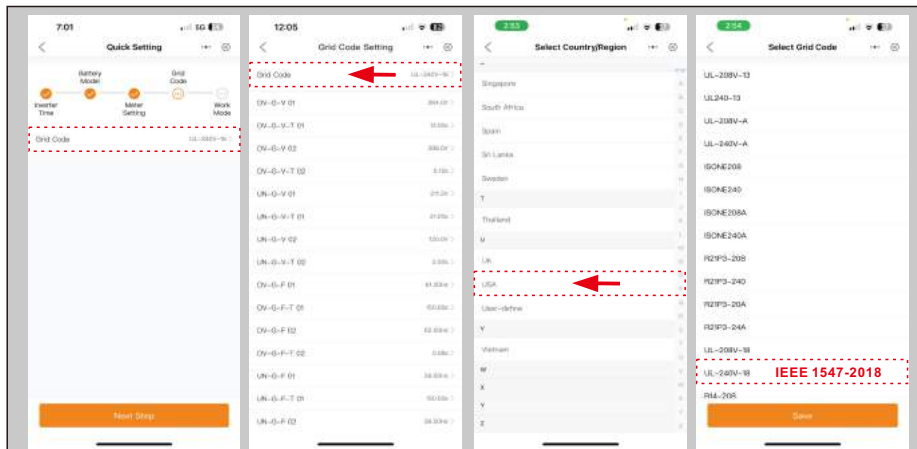 7:01
5G
Quick Setting
Battery Model
Grid Code
Inverter Time
Meter Setting
Work Mode
Grid Code
Next Step
12:05
Grid Code Setting
Grid Code
OV-G-V 01
OV-G-V-T 01
OV-G-V 02
OV-G-V-T 02
UN-G-V 01
UN-G-V-T 01
UN-G-V 02
UN-G-V-T 02
OV-G-F 01
OV-G-F-T 01
OV-G-F 02
OV-G-F-T 02
UN-G-F 01
UN-G-F-T 01
UN-G-F 02
2:53
Select Country/Region
Singapore
South Africa
Spain
Sri Lanka
Sweden
T
Thailand
U
UK
USA
User-define
V
Vietnam
W
X
Y
Z
2:54
Select Grid Code
UL-208V-13
UL240-13
UL-208V-A
UL-240V-A
ISONE208
ISONE240
ISONE208A
ISONE240A
R21P3-208
R21P3-240
R21P3-20A
R21P3-24A
UL-208V-18
UL-240V-18 IEEE 1547-2018
R14-208
Save